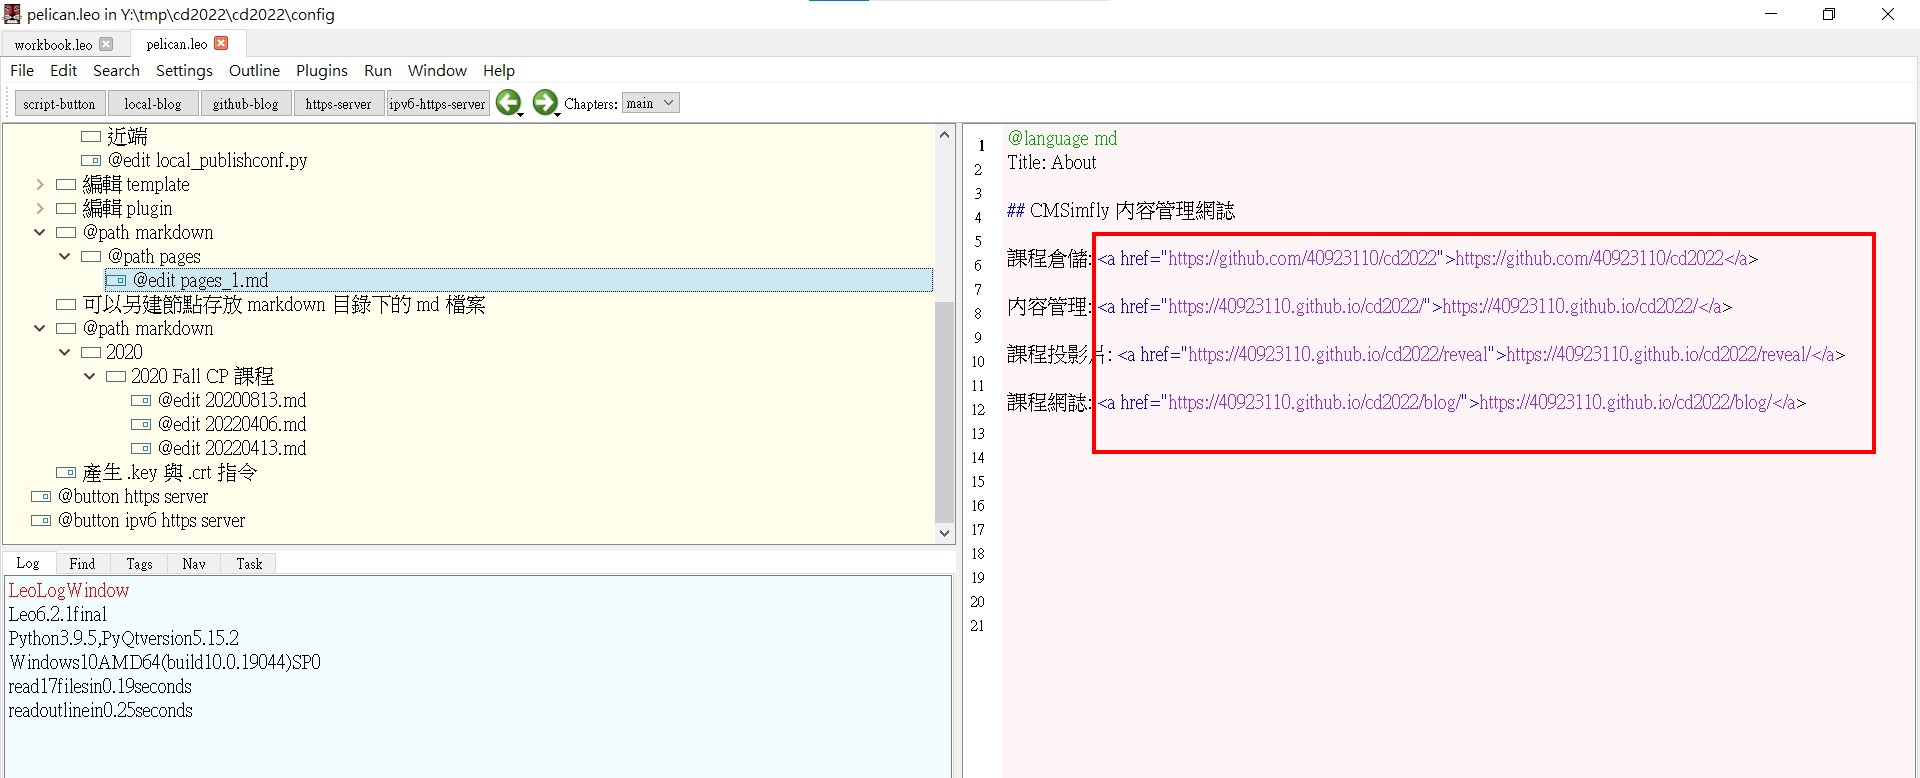 pelican.leo in Y:\tmp\cd2022\cd2022\config
workbook.leo
pelican.leo
File Edit Search Settings Outline Plugins Run Window Help
script-button local-blog github-blog https-server ipv6-https-server Chapters: main
近端
@edit local_publishconf.py
編輯 template
編輯 plugin
@path markdown
@path pages
@edit pages_1.md
可以另建節點存放 markdown 目錄下的 md 檔案
@path markdown
2020
2020 Fall CP 課程
@edit 20200813.md
@edit 20220406.md
@edit 20220413.md
產生 .key 與 .crt 指令
@button https server
@button ipv6 https server
Log Find Tags Nav Task
LeoLogWindow
Leo6.2.1final
Python3.9.5,PyQtversion5.15.2
Windows10AMD64(build10.0.19044)SP0
read17filesin0.19seconds
readoutlinein0.25seconds
1 @language md
2 Title: About
3
4 ## CMSimfly 內容管理網誌
5
6 課程倉儲: <a href="https://github.com/40923110/cd2022">https://github.com/40923110/cd2022</a>
7
8 內容管理: <a href="https://40923110.github.io/cd2022/">https://40923110.github.io/cd2022/</a>
9
10 課程投影片: <a href="https://40923110.github.io/cd2022/reveal">https://40923110.github.io/cd2022/reveal/</a>
11
12 課程網誌: <a href="https://40923110.github.io/cd2022/blog/">https://40923110.github.io/cd2022/blog/</a>
13
14
15
16
17
18
19
20
21